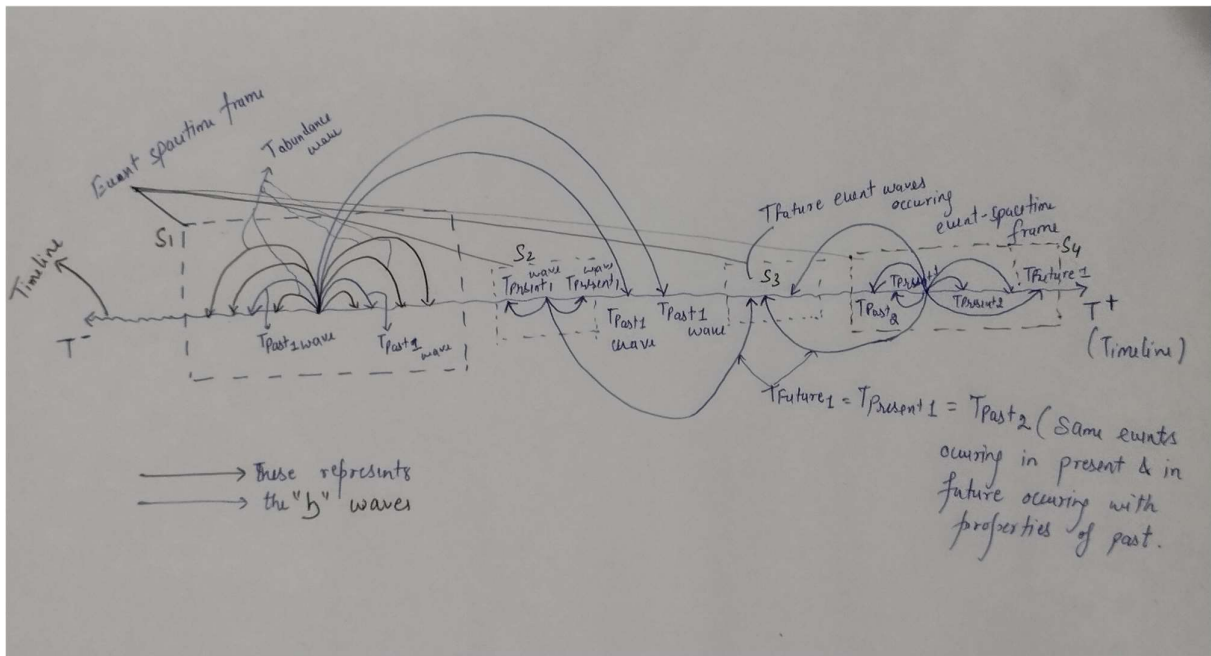 Event spacetime frame
Tabundance
wave
Timeline
S1
T-
TPast1 wave
TPast1
wave
S2
TPresent1 wave
TPresent1 wave
TPast1
wave
TPast1
wave
TFuture event waves
occuring
event-spacetime
frame
S3
S4
TPresent1
TPast2
TPresent2
TFuture1
T+
(Timeline)
TFuture1 = TPresent1 = TPast2 (Same events
occuring in present & in
future occuring with
properties of past.
These represents
the "ђ" waves